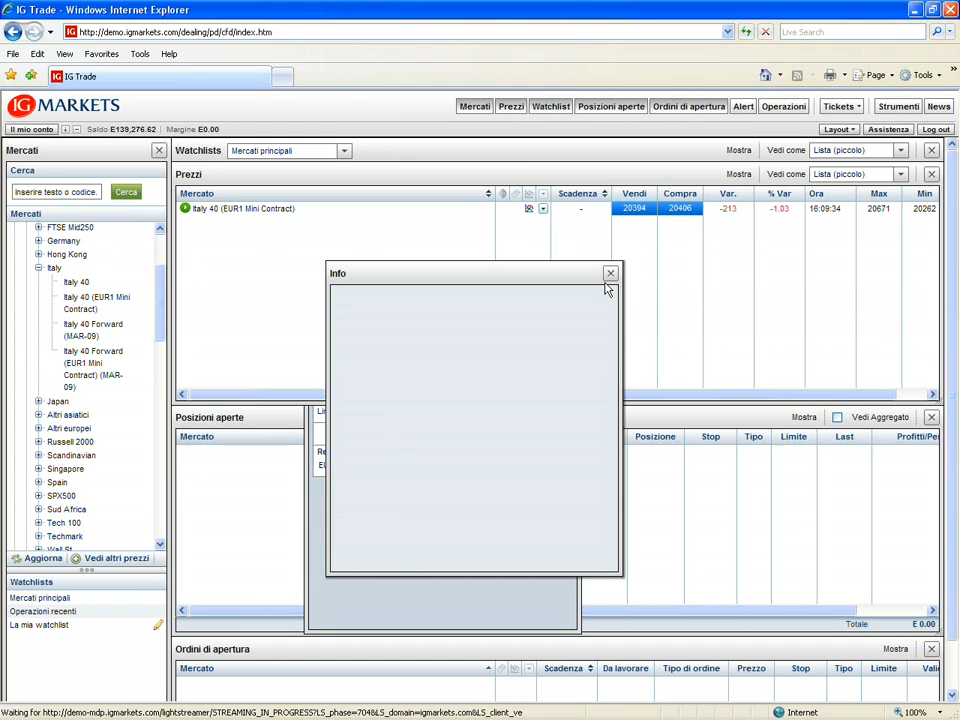 IG Trade - Windows Internet Explorer
http://demo.igmarkets.com/dealing/pd/cfd/index.htm
Live Search
File Edit View Favorites Tools Help
IG Trade
Page Tools
IG MARKETS
Mercati Prezzi Watchlist Posizioni aperte Ordini di apertura Alert Operazioni Tickets Strumenti News
Il mio conto Saldo E139,276.62 Margine E0.00
Layout Assistenza Log out
Mercati
Cerca
Inserire testo o codice. Cerca
Mercati
FTSE Mid250
Germany
Hong Kong
Italy
Italy 40
Italy 40 (EUR1 Mini
Contract)
Italy 40 Forward
(MAR-09)
Italy 40 Forward
(EUR1 Mini
Contract) (MAR-
09)
Japan
Altri asiatici
Altri europei
Russell 2000
Scandinavian
Singapore
Spain
SPX500
Sud Africa
Tech 100
Techmark
Wall St
Aggiorna Vedi altri prezzi
Watchlists
Mercati principali
Operazioni recenti
La mia watchlist
Watchlists Mercati principali Mostra Vedi come Lista (piccolo)
Prezzi Mostra Vedi come Lista (piccolo)
Mercato Scadenza Vendi Compra Var. % Var Ora Max Min
Italy 40 (EUR1 Mini Contract) - 20394 20406 -213 -1.03 16:09:34 20671 20262
Info
Posizioni aperte Mostra Vedi Aggregato
Mercato Posizione Stop Tipo Limite Last Profitti/Per
Totale E 0.00
Ordini di apertura Mostra
Mercato Scadenza Da lavorare Tipo di ordine Prezzo Stop Tipo Limite Vali
Waiting for http://demo-mdp.igmarkets.com/lightstreamer/STREAMING_IN_PROGRESS?LS_phase=704&LS_domain=igmarkets.com&LS_client_ve
Internet 100%